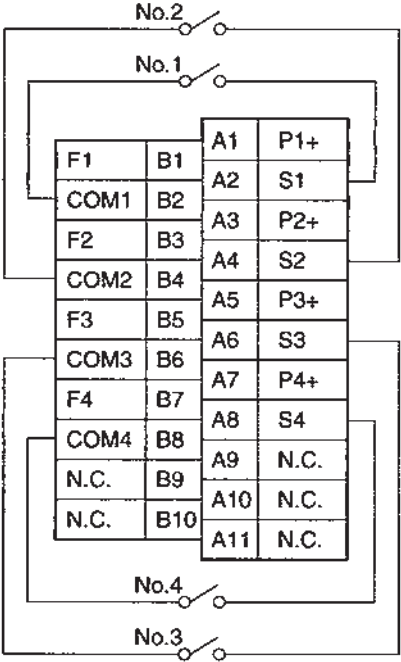 No.2
No.1
A1 P1+
F1 B1
A2 S1
COM1 B2
A3 P2+
F2 B3
A4 S2
COM2 B4
A5 P3+
F3 B5
A6 S3
COM3 B6
A7 P4+
F4 B7
A8 S4
COM4 B8
A9 N.C.
N.C. B9
A10 N.C.
N.C. B10
A11 N.C.
No.4
No.3